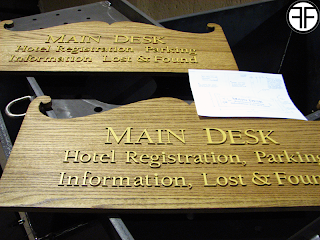 MAIN DESK
Hotel Registration Parking
Information Lost & Found
MAIN DESK
Hotel Registration, Parking
Information, Lost & Foun